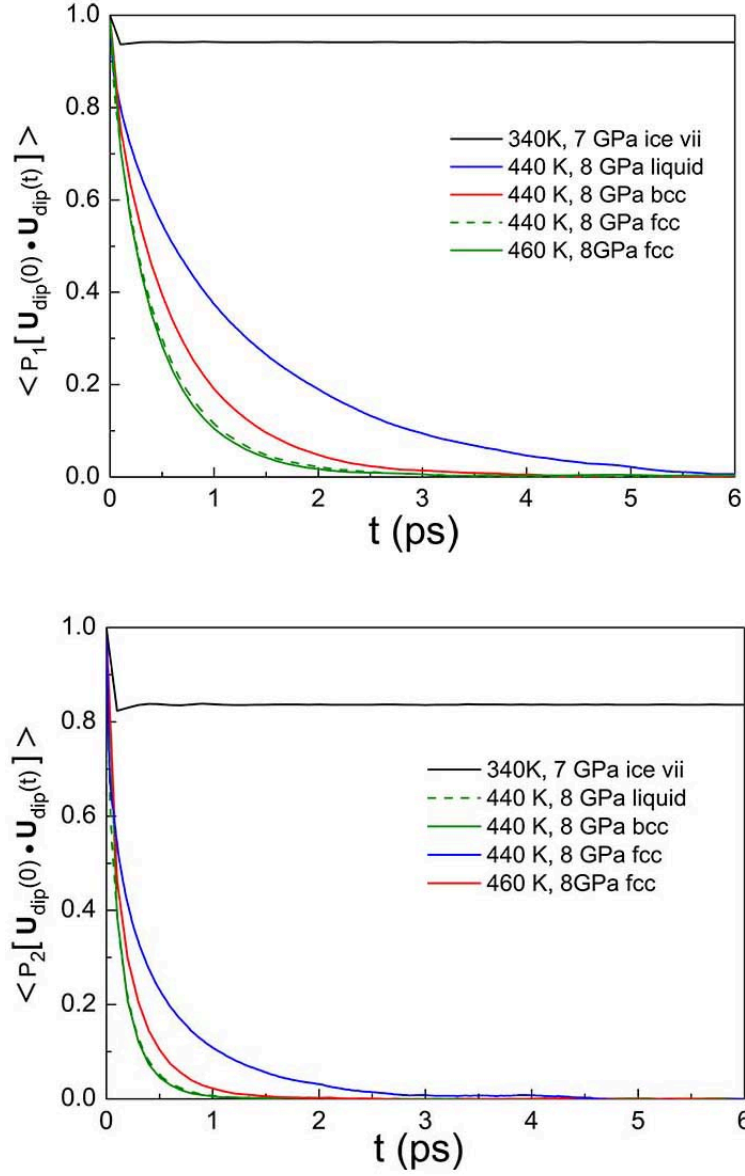 1.0
0.8
0.6
0.4
0.2
0.0
< P₁[ U_dip(0) • U_dip(t) ] >
340K, 7 GPa ice vii
440 K, 8 GPa liquid
440 K, 8 GPa bcc
440 K, 8 GPa fcc
460 K, 8GPa fcc
0 1 2 3 4 5 6
t (ps)
1.0
0.8
0.6
0.4
0.2
0.0
< P₂[ U_dip(0) • U_dip(t) ] >
340K, 7 GPa ice vii
440 K, 8 GPa liquid
440 K, 8 GPa bcc
440 K, 8 GPa fcc
460 K, 8GPa fcc
0 1 2 3 4 5 6
t (ps)